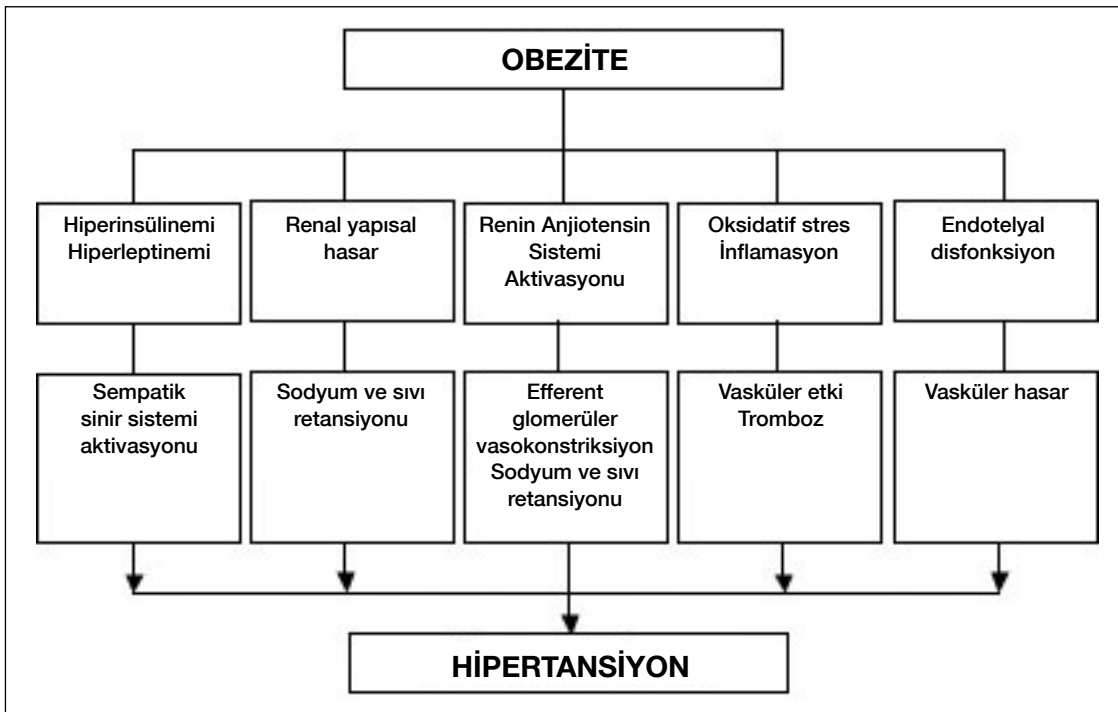 OBEZİTE
Hiperinsülinemi
Hiperleptinemi
Renal yapısal
hasar
Renin Anjiotensin
Sistemi
Aktivasyonu
Oksidatif stres
İnflamasyon
Endotelyal
disfonksiyon
Sempatik
sinir sistemi
aktivasyonu
Sodyum ve sıvı
retansiyonu
Efferent
glomerüler
vasokonstriksiyon
Sodyum ve sıvı
retansiyonu
Vasküler etki
Tromboz
Vasküler hasar
HİPERTANSİYON